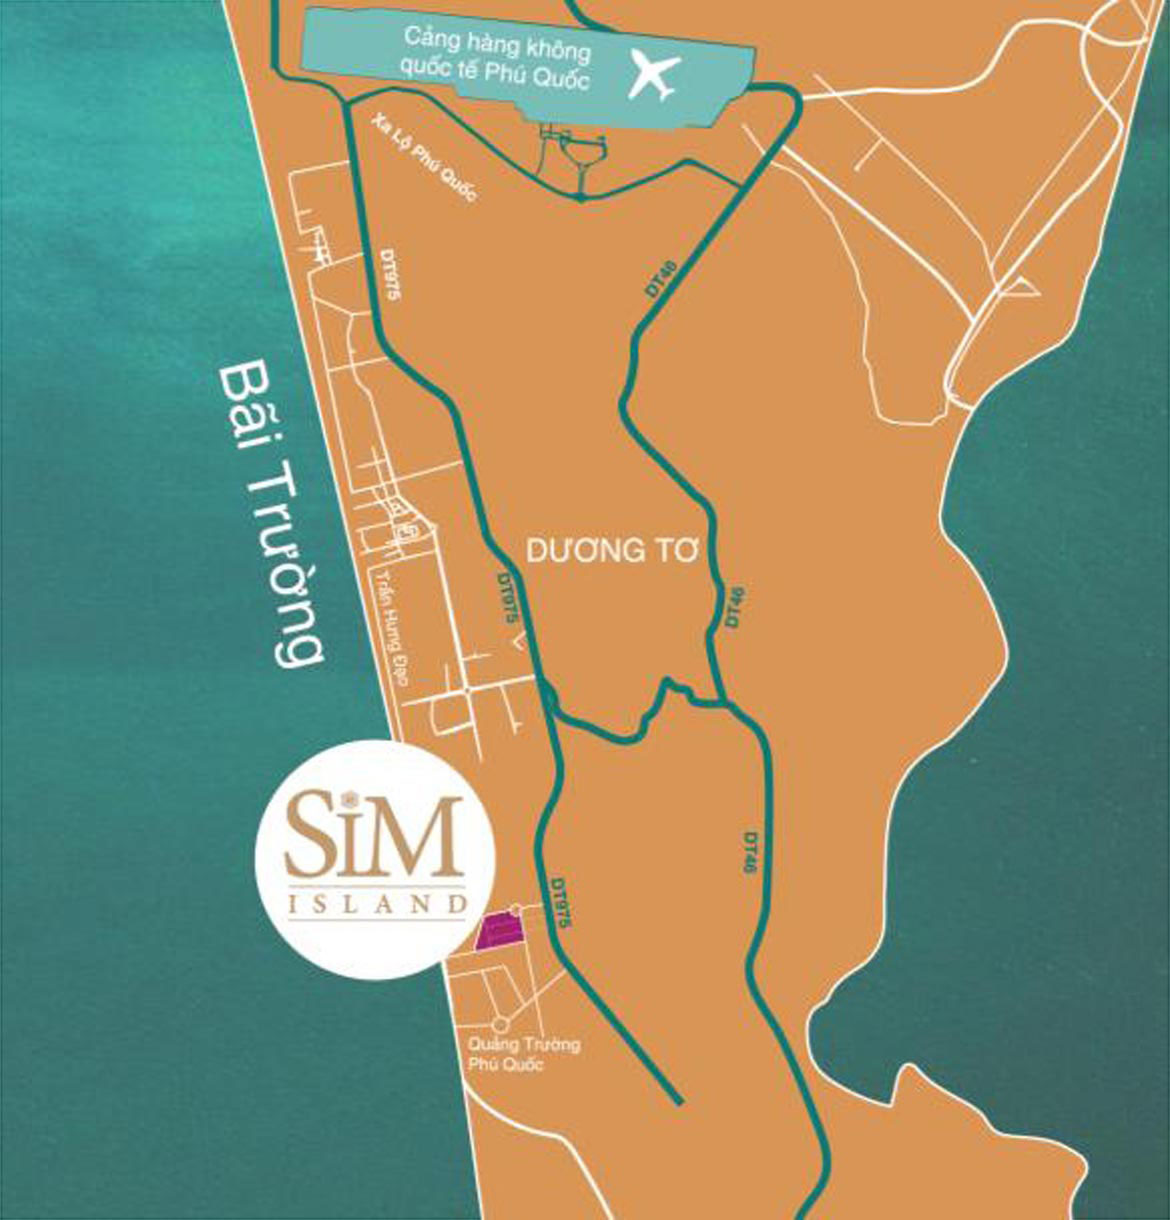 Cảng hàng không
quốc tế Phú Quốc
Xa Lộ Phú Quốc
DT975
DT46
Bãi Trường
DƯƠNG TƠ
DT975
DT46
Trần Hưng Đạo
SIM
ISLAND
DT46
DT975
Quảng Trường
Phú Quốc